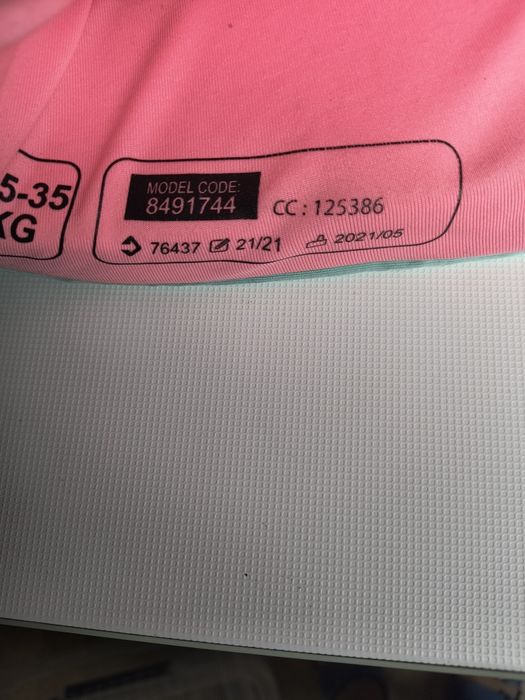 5-35
KG
MODEL CODE:
8491744
CC : 125386
76437 21/21 2021/05